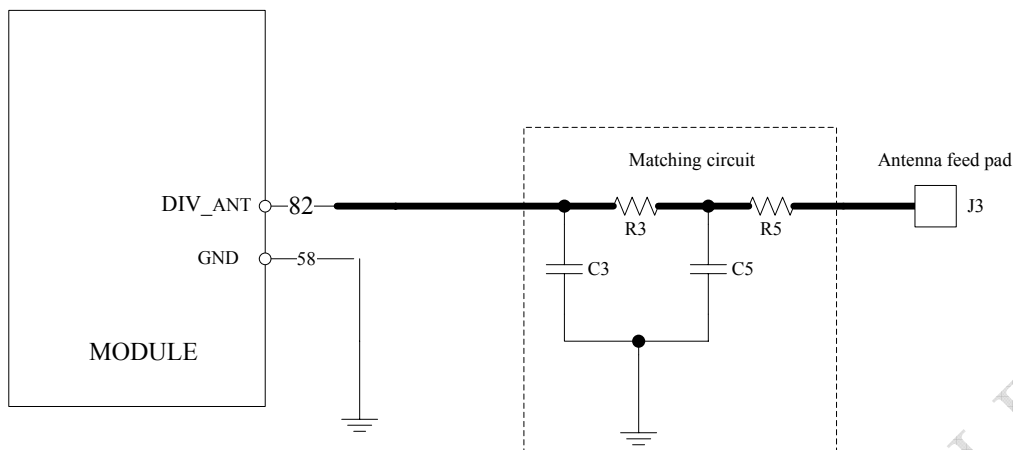 Matching circuit
Antenna feed pad
DIV_ANT
82
J3
R3
R5
GND
58
C3
C5
MODULE